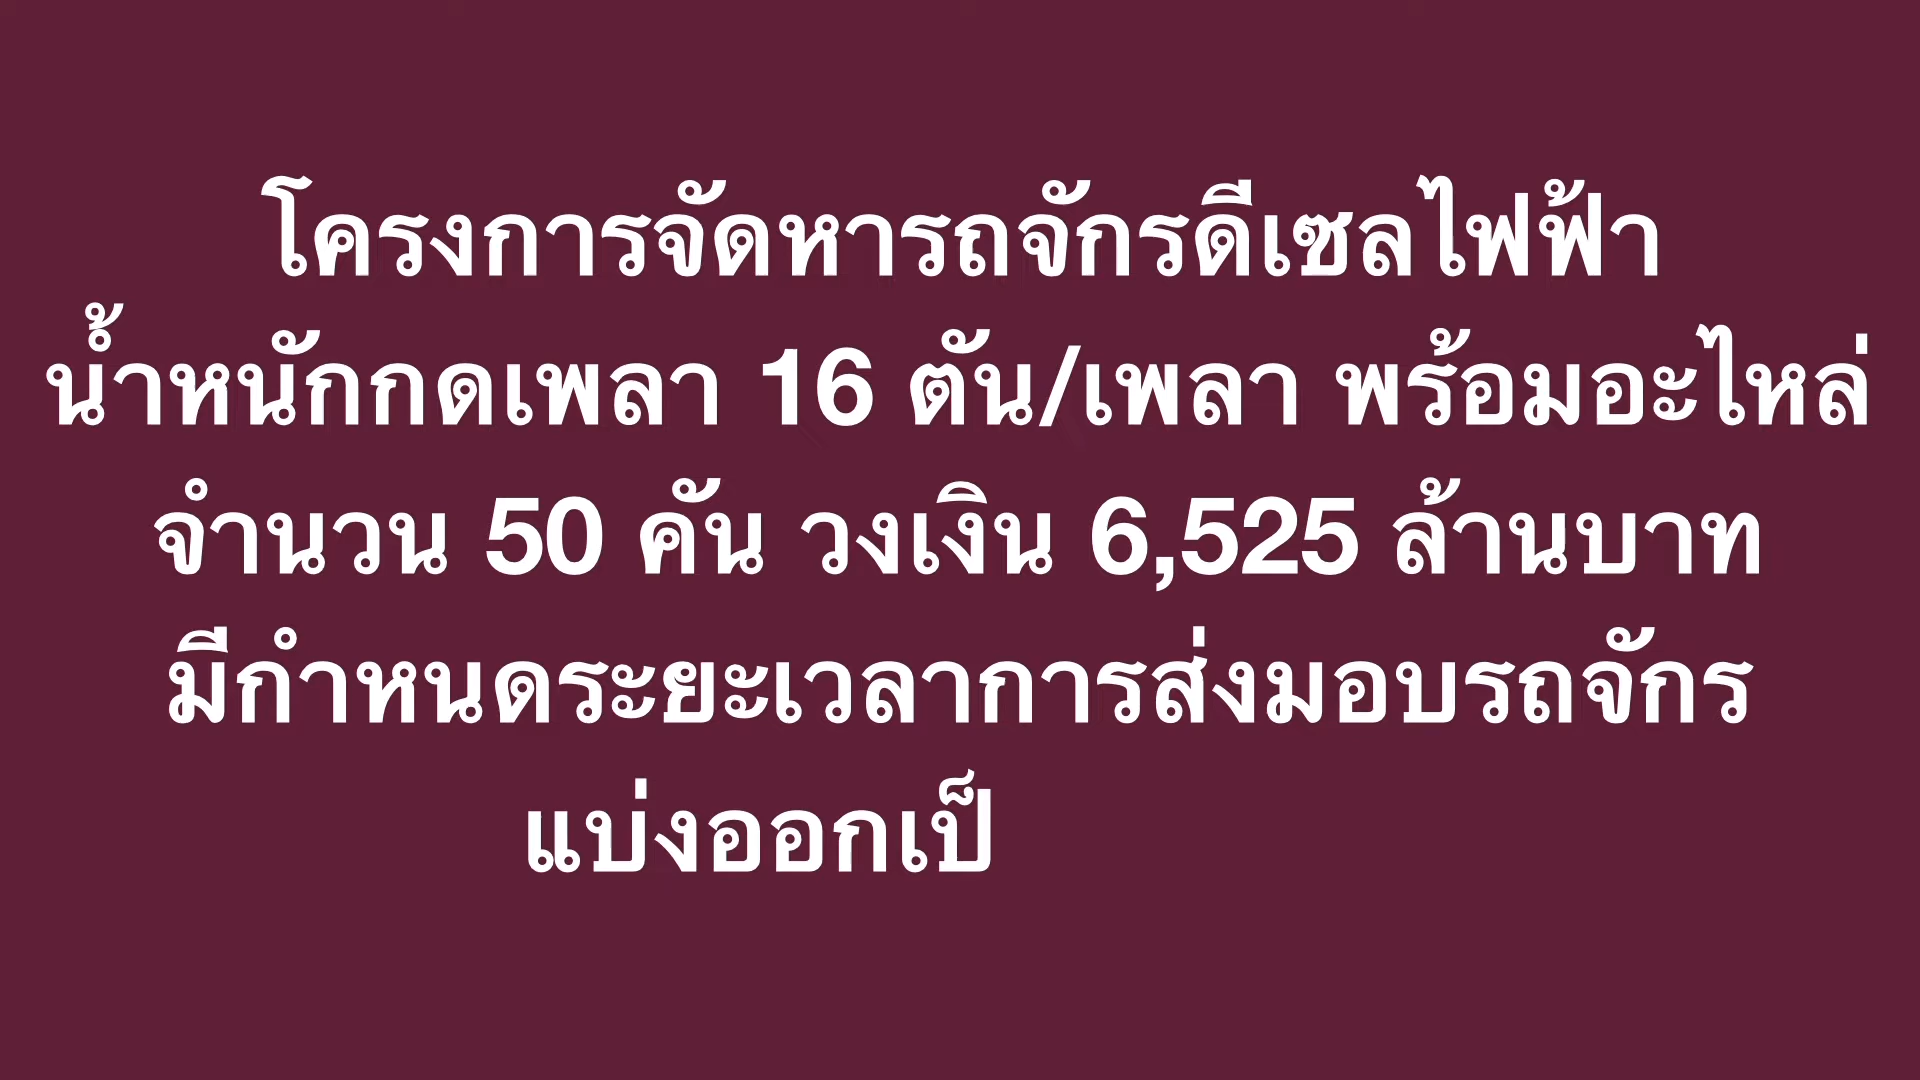 โครงการจัดหารถจักรดีเซลไฟฟ้า
น้ำหนักกดเพลา 16 ตัน/เพลา พร้อมอะไหล่
จำนวน 50 คัน วงเงิน 6,525 ล้านบาท
มีกำหนดระยะเวลาการส่งมอบรถจักร
แบ่งออกเป็